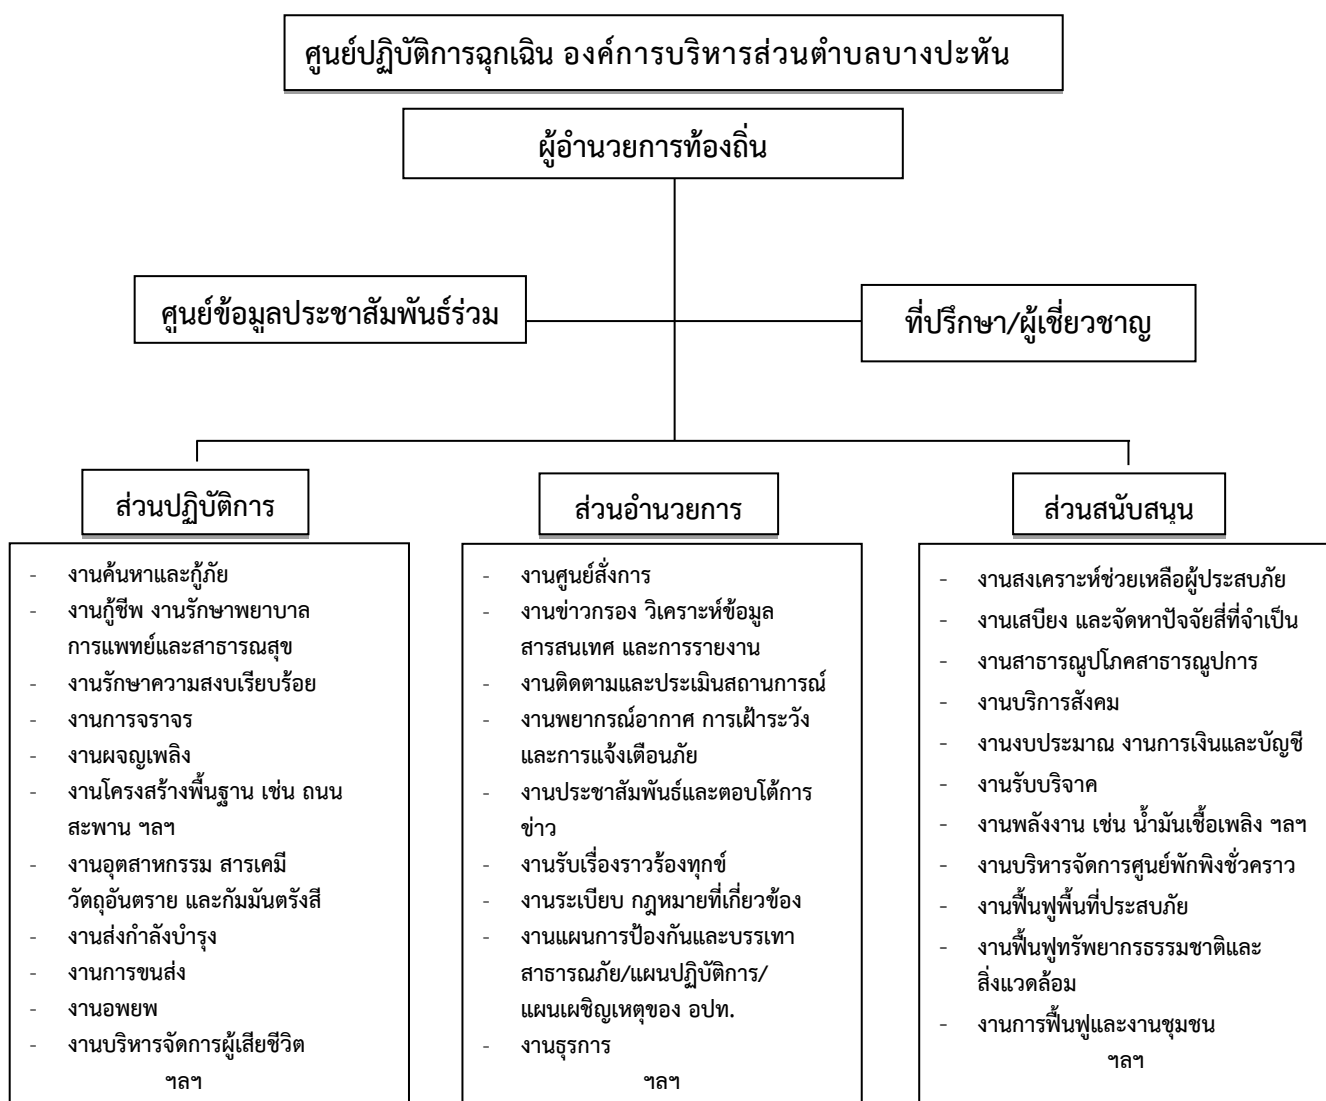 ศูนย์ปฏิบัติการฉุกเฉิน องค์การบริหารส่วนตำบลบางปะหัน
ผู้อำนวยการท้องถิ่น
ศูนย์ข้อมูลประชาสัมพันธ์ร่วม
ที่ปรึกษา/ผู้เชี่ยวชาญ
ส่วนปฏิบัติการ
- งานค้นหาและกู้ภัย
- งานกู้ชีพ งานรักษาพยาบาล
การแพทย์และสาธารณสุข
- งานรักษาความสงบเรียบร้อย
- งานการจราจร
- งานผจญเพลิง
- งานโครงสร้างพื้นฐาน เช่น ถนน
สะพาน ฯลฯ
- งานอุตสาหกรรม สารเคมี
วัตถุอันตราย และกัมมันตรังสี
- งานส่งกำลังบำรุง
- งานการขนส่ง
- งานอพยพ
- งานบริหารจัดการผู้เสียชีวิต
ฯลฯ
ส่วนอำนวยการ
- งานศูนย์สั่งการ
- งานข่าวกรอง วิเคราะห์ข้อมูล
สารสนเทศ และการรายงาน
- งานติดตามและประเมินสถานการณ์
- งานพยากรณ์อากาศ การเฝ้าระวัง
และการแจ้งเตือนภัย
- งานประชาสัมพันธ์และตอบโต้การ
ข่าว
- งานรับเรื่องราวร้องทุกข์
- งานระเบียบ กฎหมายที่เกี่ยวข้อง
- งานแผนการป้องกันและบรรเทา
สาธารณภัย/แผนปฏิบัติการ/
แผนเผชิญเหตุของ อปท.
- งานธุรการ
ฯลฯ
ส่วนสนับสนุน
- งานสงเคราะห์ช่วยเหลือผู้ประสบภัย
- งานเสบียง และจัดหาปัจจัยสี่ที่จำเป็น
- งานสาธารณูปโภคสาธารณูปการ
- งานบริการสังคม
- งานงบประมาณ งานการเงินและบัญชี
- งานรับบริจาค
- งานพลังงาน เช่น น้ำมันเชื้อเพลิง ฯลฯ
- งานบริหารจัดการศูนย์พักพิงชั่วคราว
- งานฟื้นฟูพื้นที่ประสบภัย
- งานฟื้นฟูทรัพยากรธรรมชาติและ
สิ่งแวดล้อม
- งานการฟื้นฟูและงานชุมชน
ฯลฯ